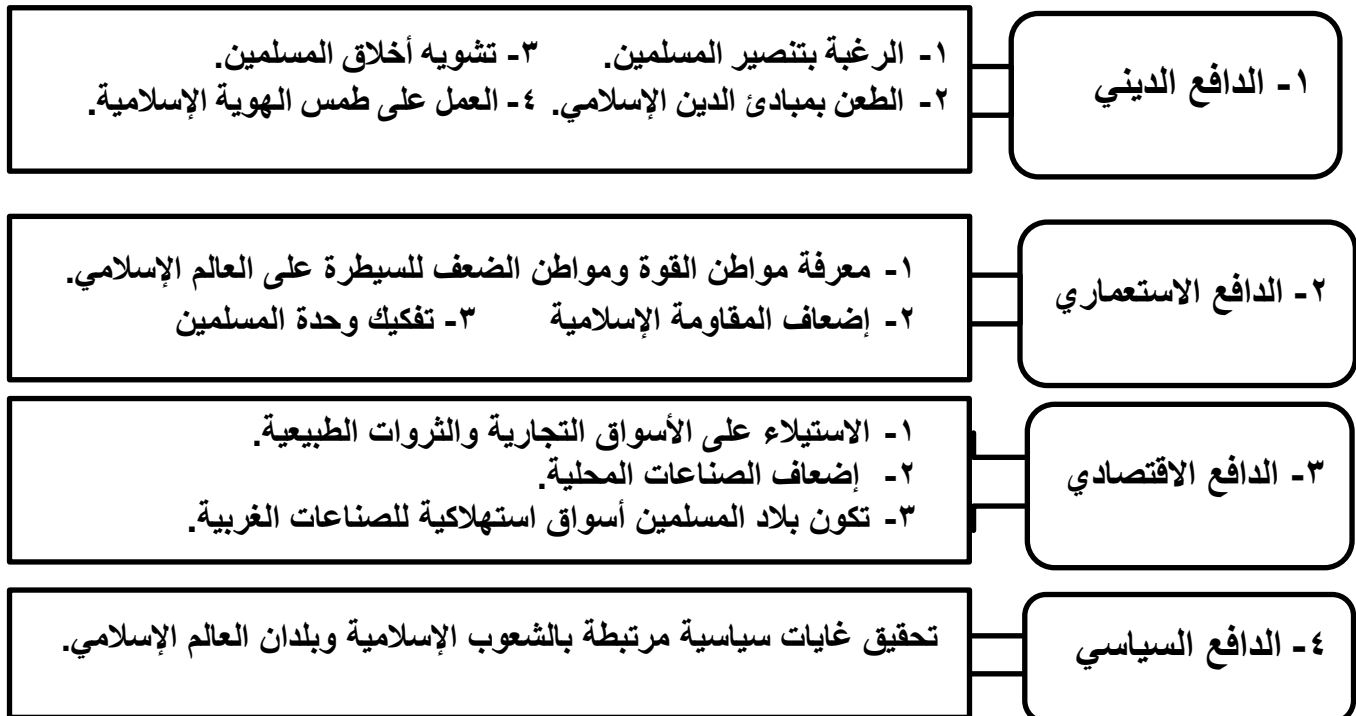 ١- الدافع الديني
١- الرغبة بتنصير المسلمين. ٣- تشويه أخلاق المسلمين.
٢- الطعن بمبادئ الدين الإسلامي. ٤- العمل على طمس الهوية الإسلامية.
٢- الدافع الاستعماري
١- معرفة مواطن القوة ومواطن الضعف للسيطرة على العالم الإسلامي.
٢- إضعاف المقاومة الإسلامية ٣- تفكيك وحدة المسلمين
٣- الدافع الاقتصادي
١- الاستيلاء على الأسواق التجارية والثروات الطبيعية.
٢- إضعاف الصناعات المحلية.
٣- تكون بلاد المسلمين أسواق استهلاكية للصناعات الغربية.
٤- الدافع السياسي
تحقيق غايات سياسية مرتبطة بالشعوب الإسلامية وبلدان العالم الإسلامي.